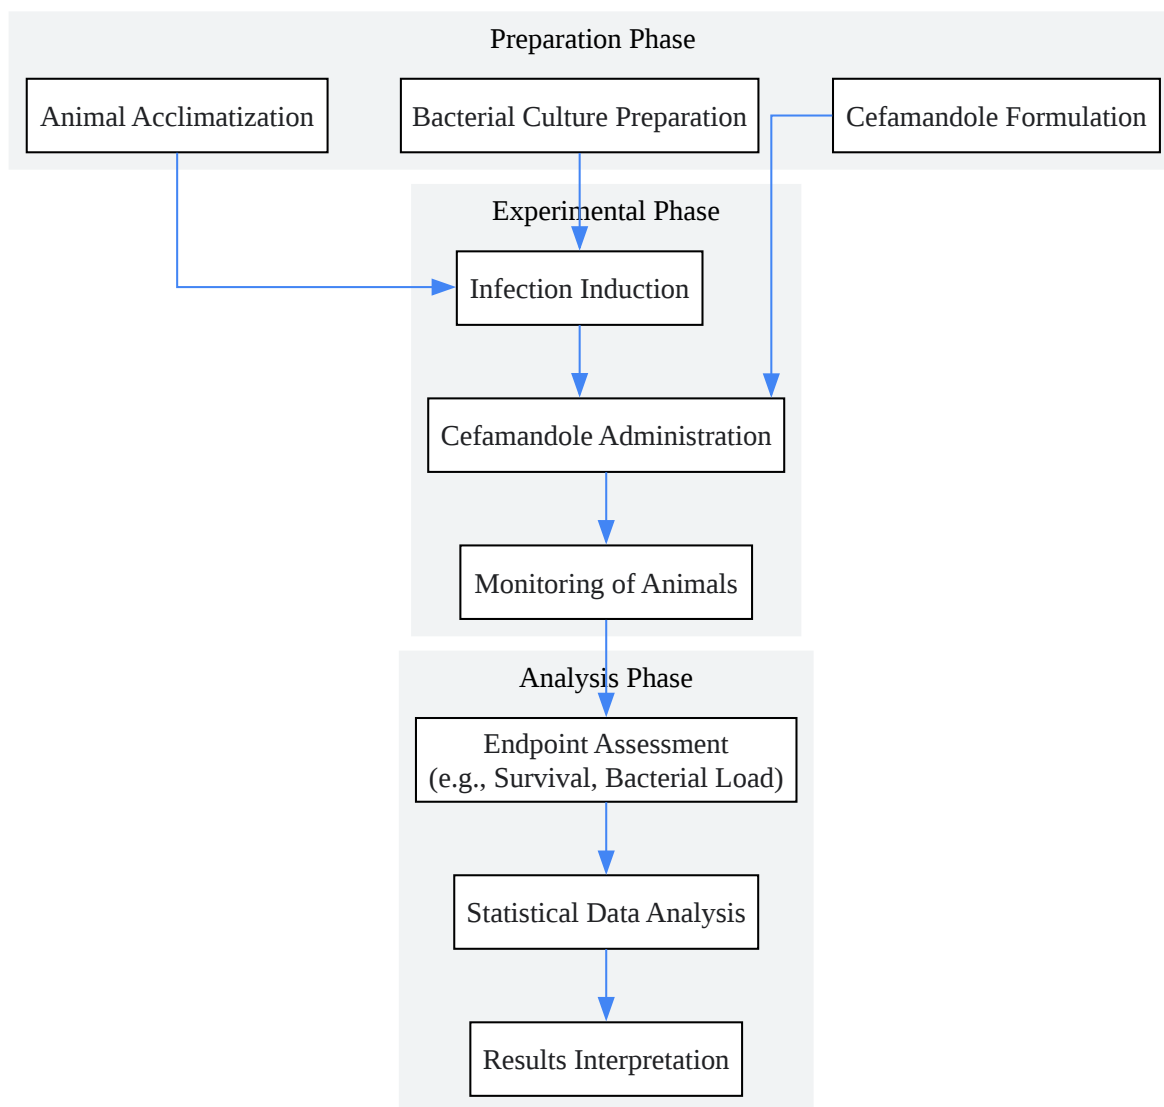 Preparation Phase
Animal Acclimatization
Bacterial Culture Preparation
Cefamandole Formulation
Experimental Phase
Infection Induction
Cefamandole Administration
Monitoring of Animals
Analysis Phase
Endpoint Assessment
(e.g., Survival, Bacterial Load)
Statistical Data Analysis
Results Interpretation